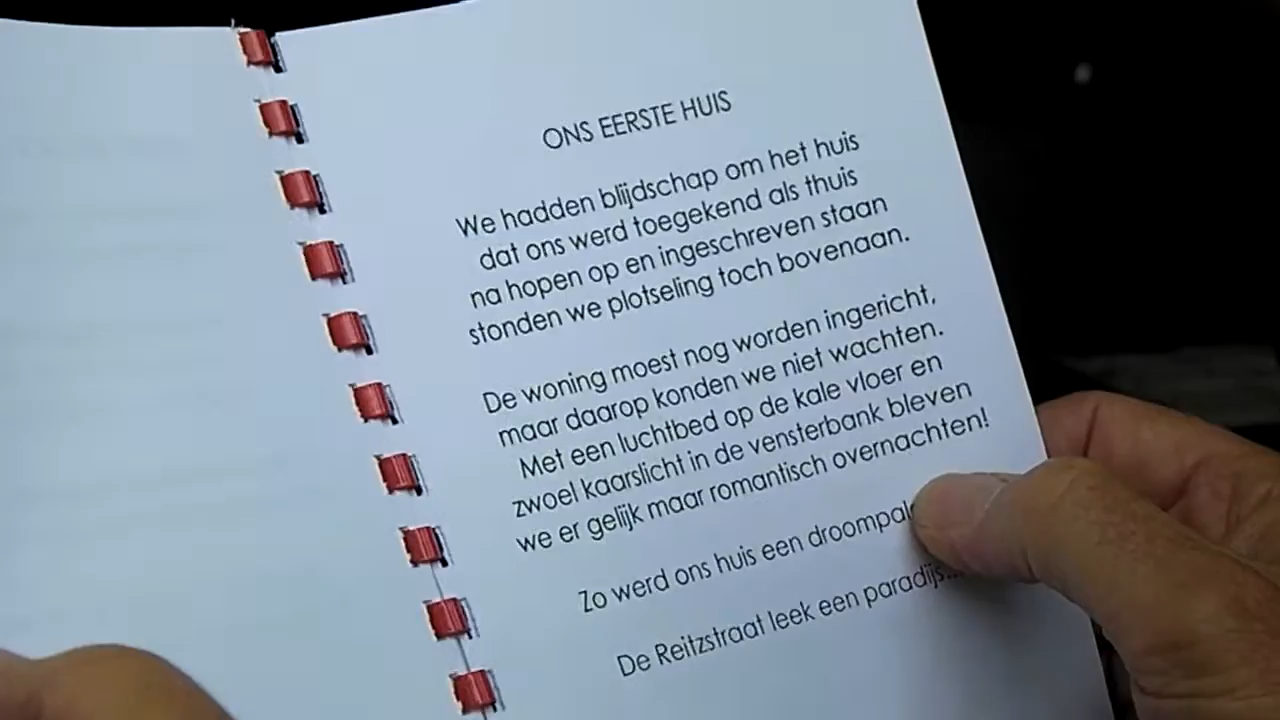 ONS EERSTE HUIS
We hadden blijdschap om het huis
dat ons werd toegekend als thuis
na hopen op en ingeschreven staan
stonden we plotseling toch bovenaan.
De woning moest nog worden ingericht,
maar daarop konden we niet wachten.
Met een luchtbed op de kale vloer en
zwoel kaarslicht in de vensterbank bleven
we er gelijk maar romantisch overnachten!
Zo werd ons huis een
De Reitzstraat leek een paradijs...